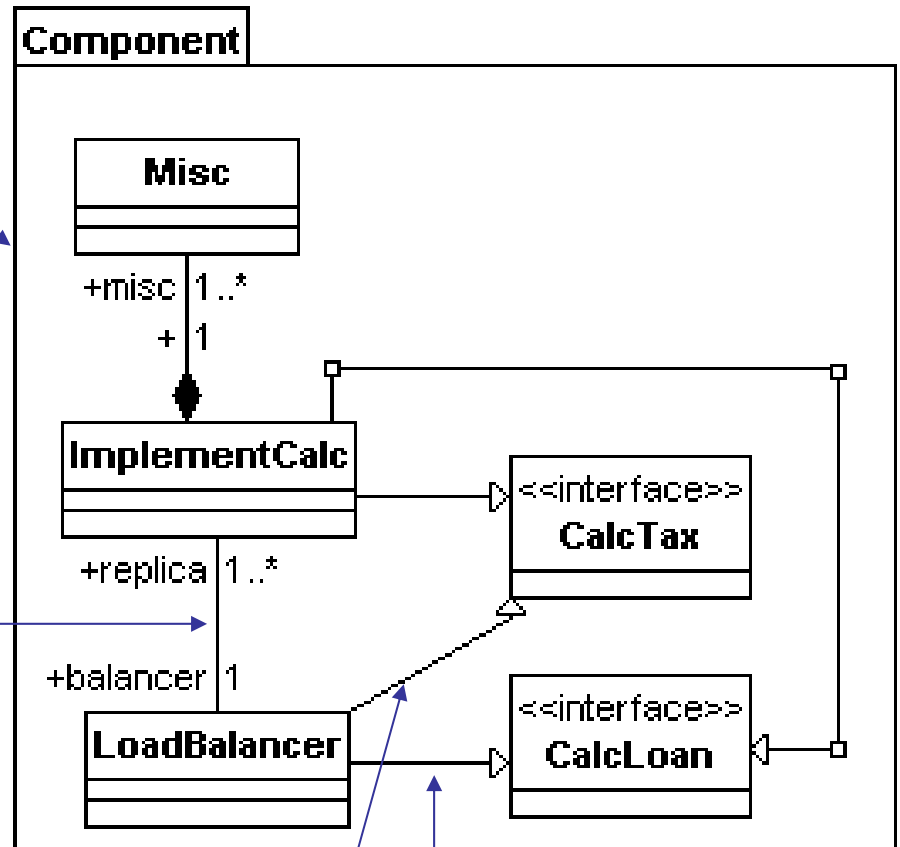 Component
Misc
+misc 1..*
+ 1
ImplementCalc
<<interface>>
CalcTax
+replica 1..*
+balancer 1
<<interface>>
CalcLoan
LoadBalancer